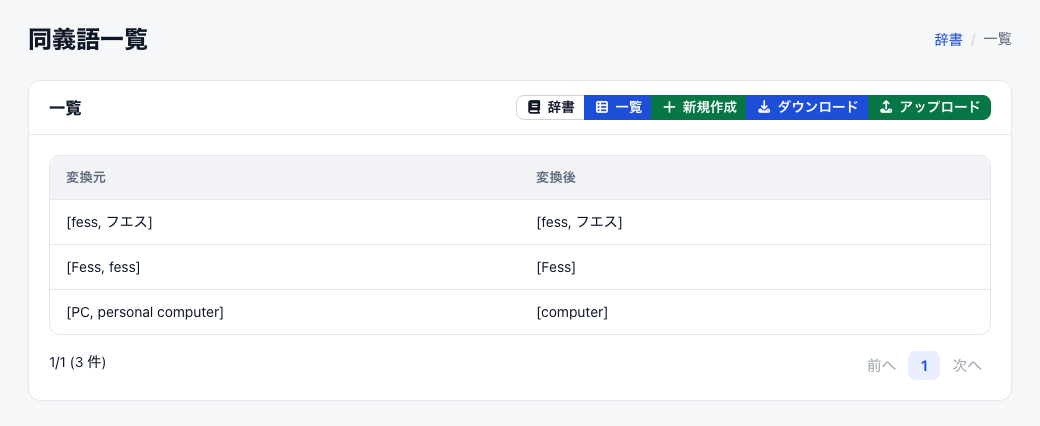 同義語一覧
辞書 / 一覧
一覧
辞書 一覧 新規作成 ダウンロード アップロード
変換元 変換後
[fess, フエス] [fess, フエス]
[Fess, fess] [Fess]
[PC, personal computer] [computer]
1/1 (3 件)
前へ 1 次へ